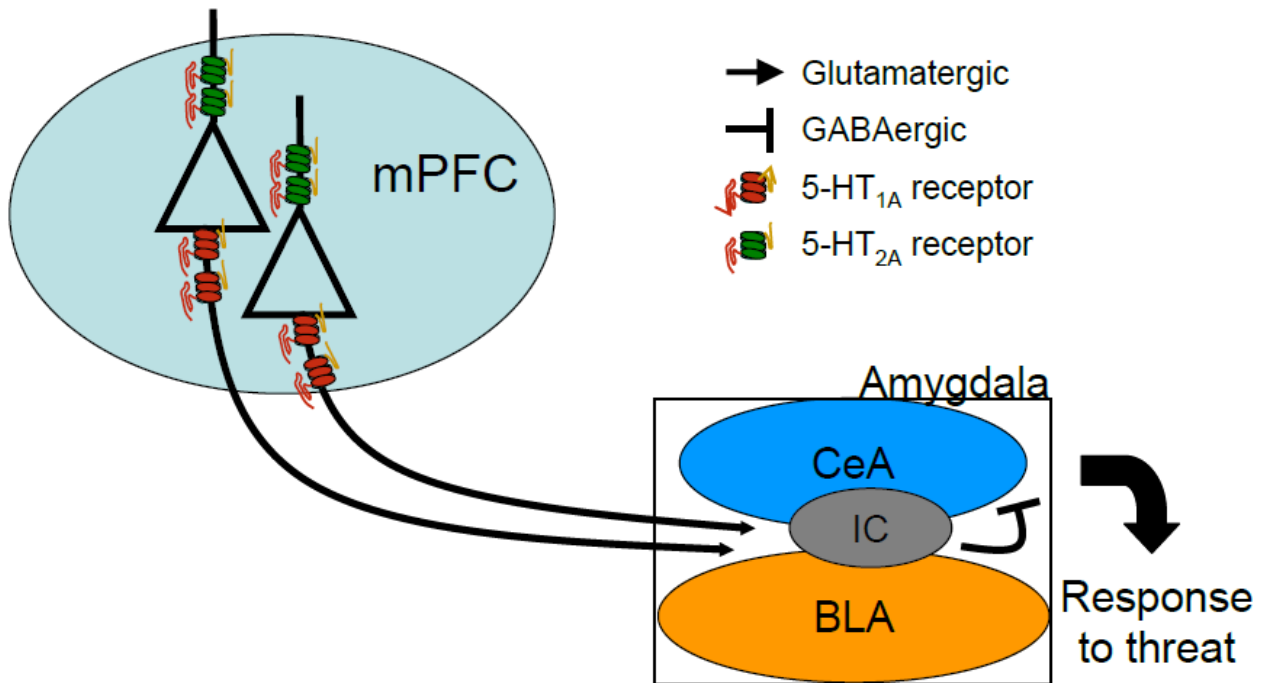 mPFC
Glutamatergic
GABAergic
5-HT1A receptor
5-HT2A receptor
Amygdala
CeA
IC
BLA
Response
to threat